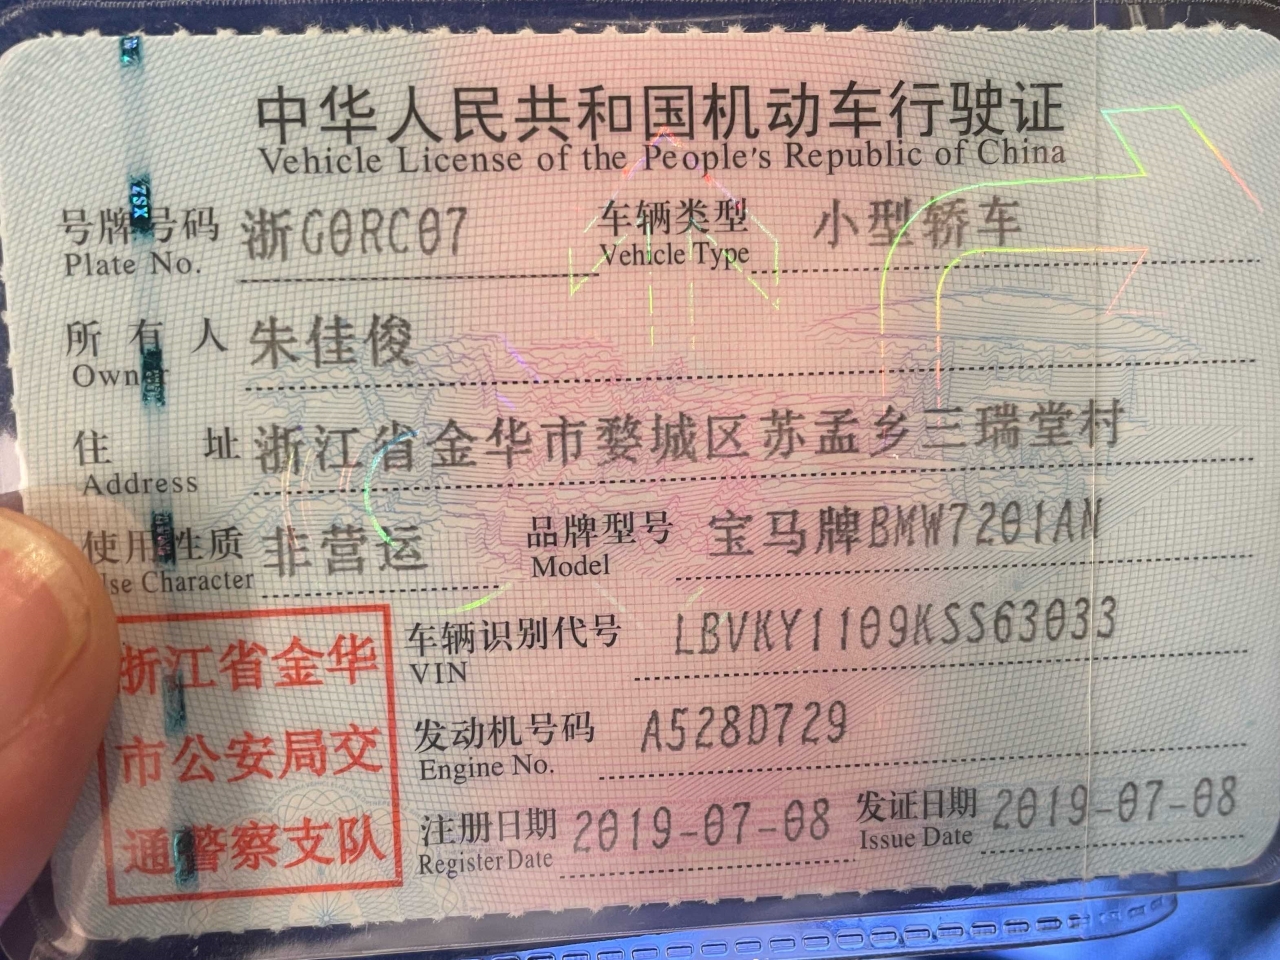 中华人民共和国机动车行驶证
Vehicle License of the People's Republic of China
号牌号码 浙G0RC07 车辆类型 小型轿车
Plate No. Vehicle Type
所有人 朱佳俊
Owner
住址 浙江省金华市婺城区苏孟乡三瑞堂村
Address
使用性质 非营运 品牌型号 宝马牌BMW7201AM
Use Character Model
车辆识别代号 LBVKY1109KSS63033
VIN
发动机号码 A528D729
Engine No.
注册日期 2019-07-08 发证日期 2019-07-08
Register Date Issue Date
浙江省金华
市公安局交
通警察支队
XSZ